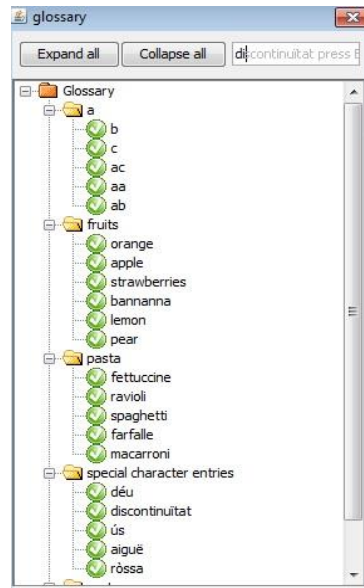 glossary
Expand all
Collapse all
discontinuïtat press E
Glossary
a
b
c
ac
aa
ab
fruits
orange
apple
strawberries
bannanna
lemon
pear
pasta
fettuccine
ravioli
spaghetti
farfalle
macarroni
special character entries
déu
discontinuïtat
ús
aigüë
ròssa